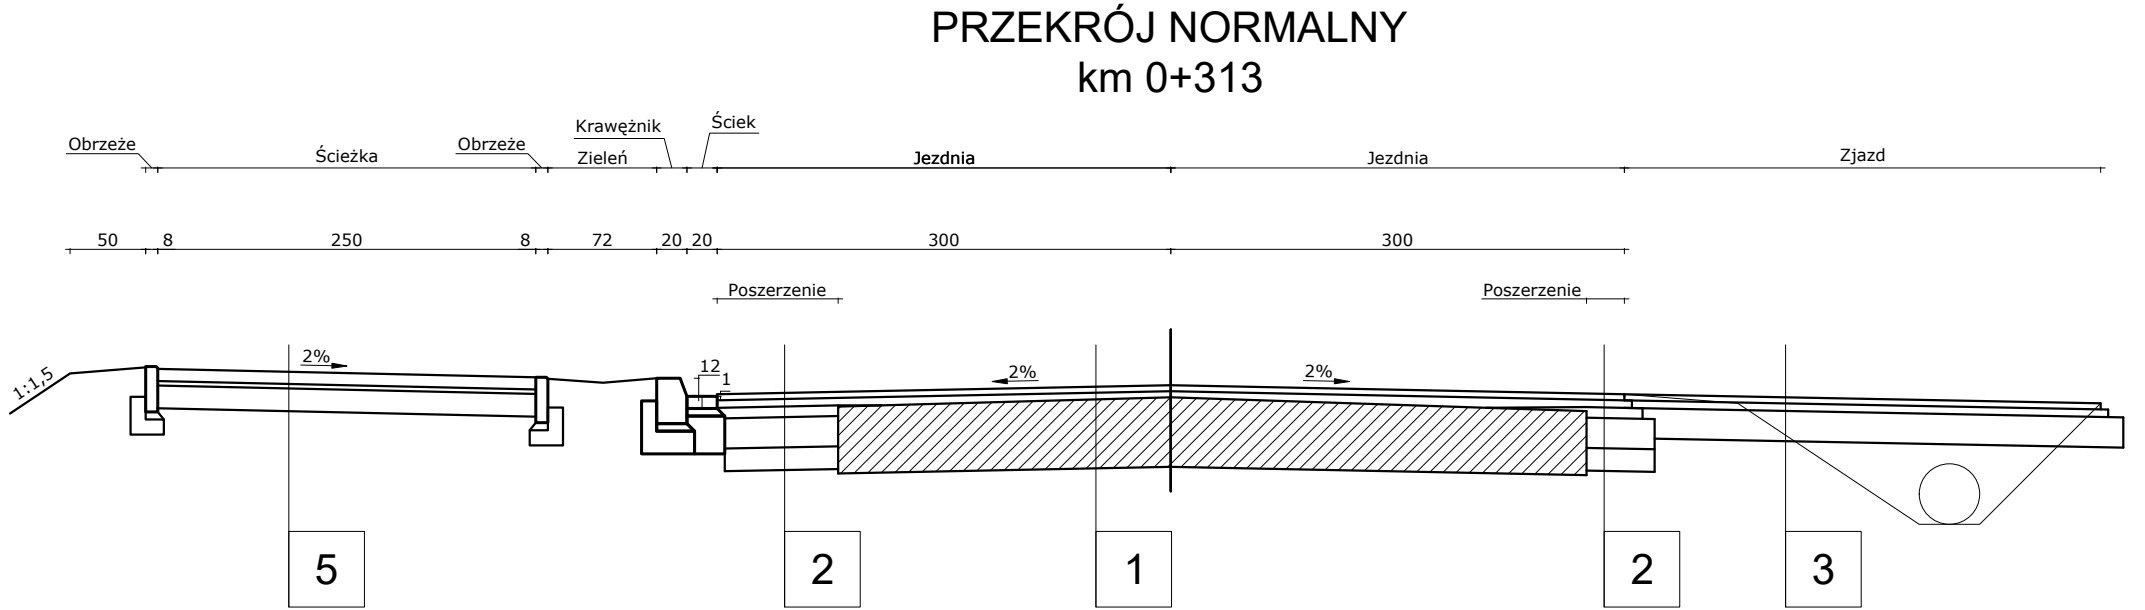 PRZEKRÓJ NORMALNY
km 0+313
Obrzeże Ścieżka Obrzeże Zieleń Krawężnik Ściek Jezdnia Jezdnia Zjazd
50 8 250 8 72 20 20 300 300
Poszerzenie Poszerzenie
1:1,5 2% 12 1 2% 2%
5 2 1 2 3